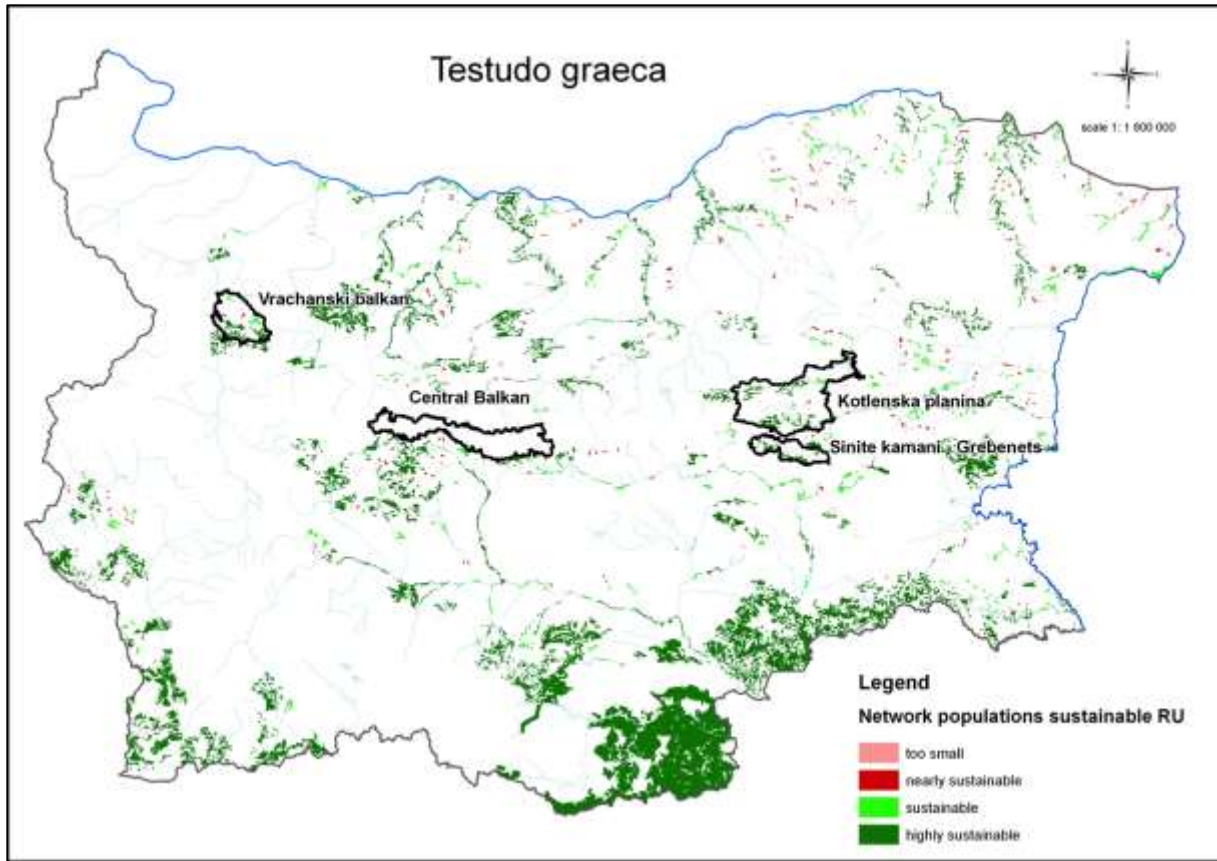 Testudo graeca
scale 1: 1 800 000
Vrachanski balkan
Central Balkan
Kotlenska planina
Sinite kamani - Grebenets
Legend
Network populations sustainable RU
too small
nearly sustainable
sustainable
highly sustainable